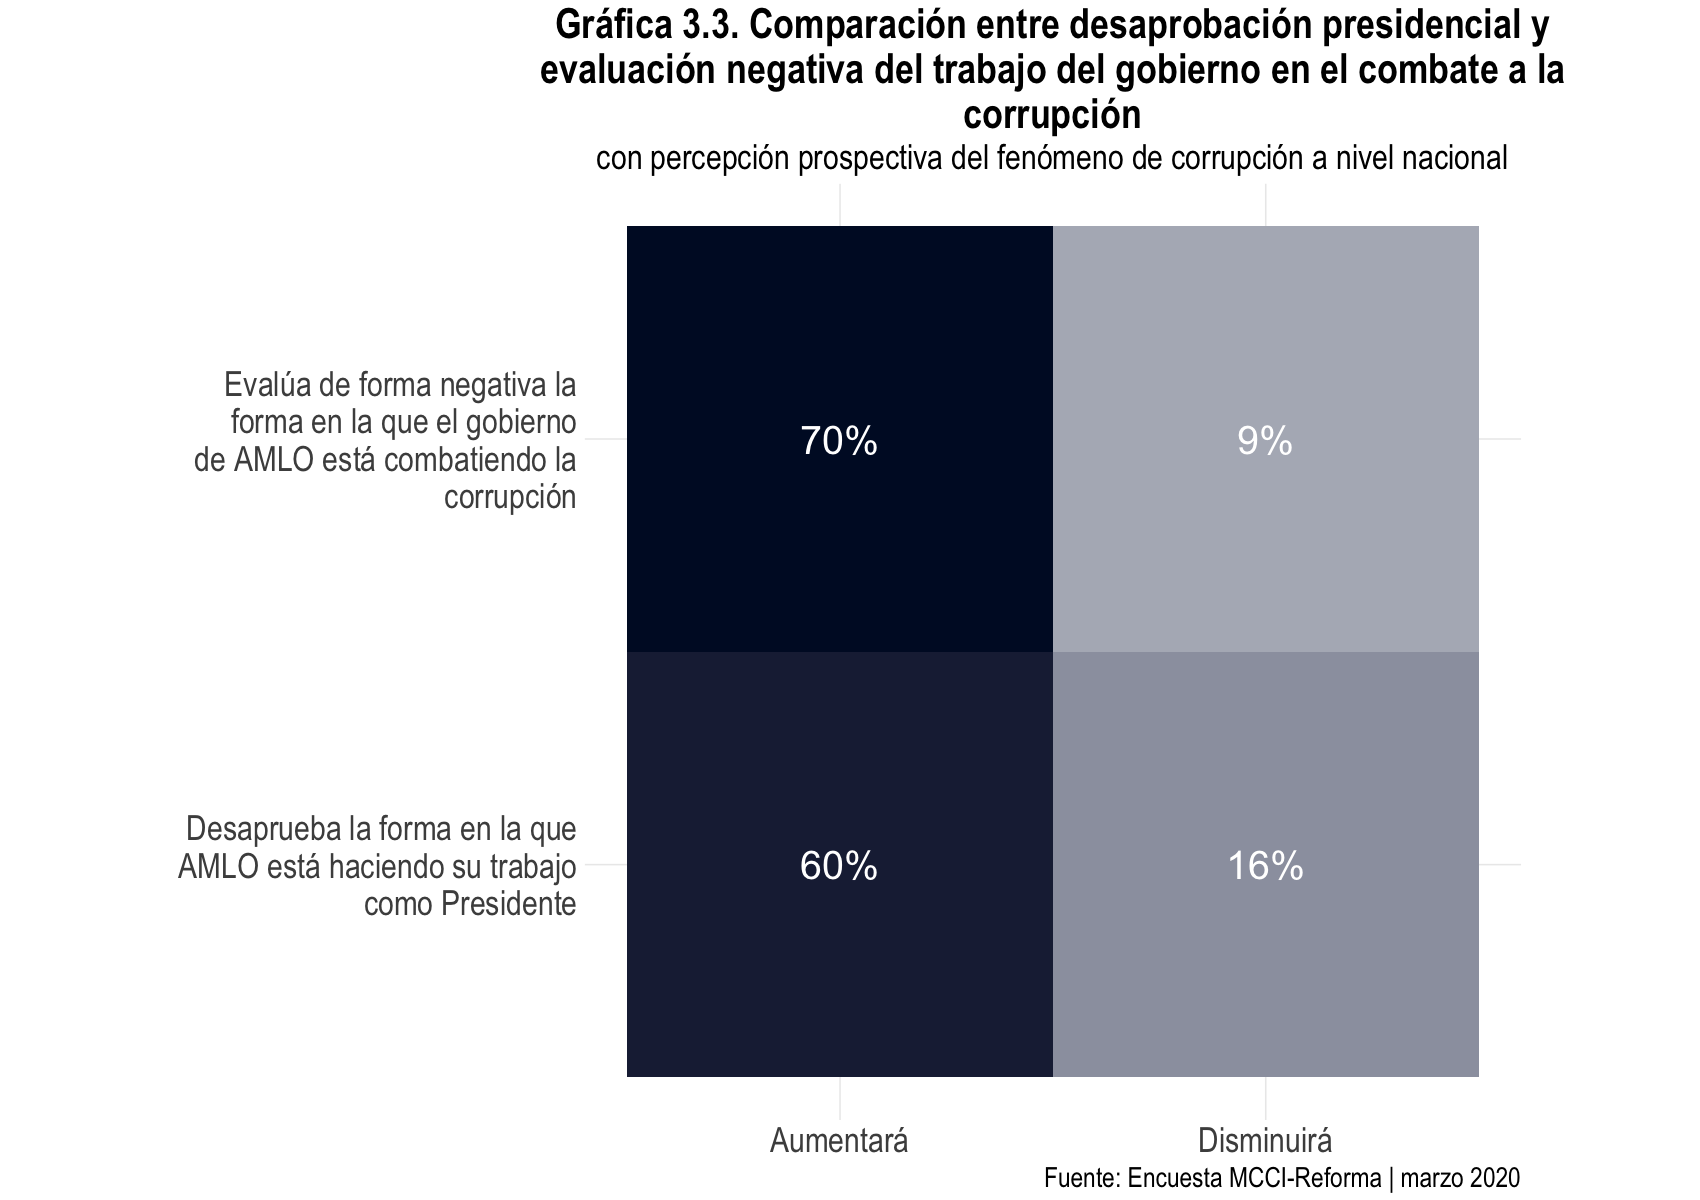 Gráfica 3.3. Comparación entre desaprobación presidencial y
evaluación negativa del trabajo del gobierno en el combate a la
corrupción
con percepción prospectiva del fenómeno de corrupción a nivel nacional
Evalúa de forma negativa la
forma en la que el gobierno
de AMLO está combatiendo la
corrupción
70%
9%
Desaprueba la forma en la que
AMLO está haciendo su trabajo
como Presidente
60%
16%
Aumentará
Disminuirá
Fuente: Encuesta MCCI-Reforma | marzo 2020